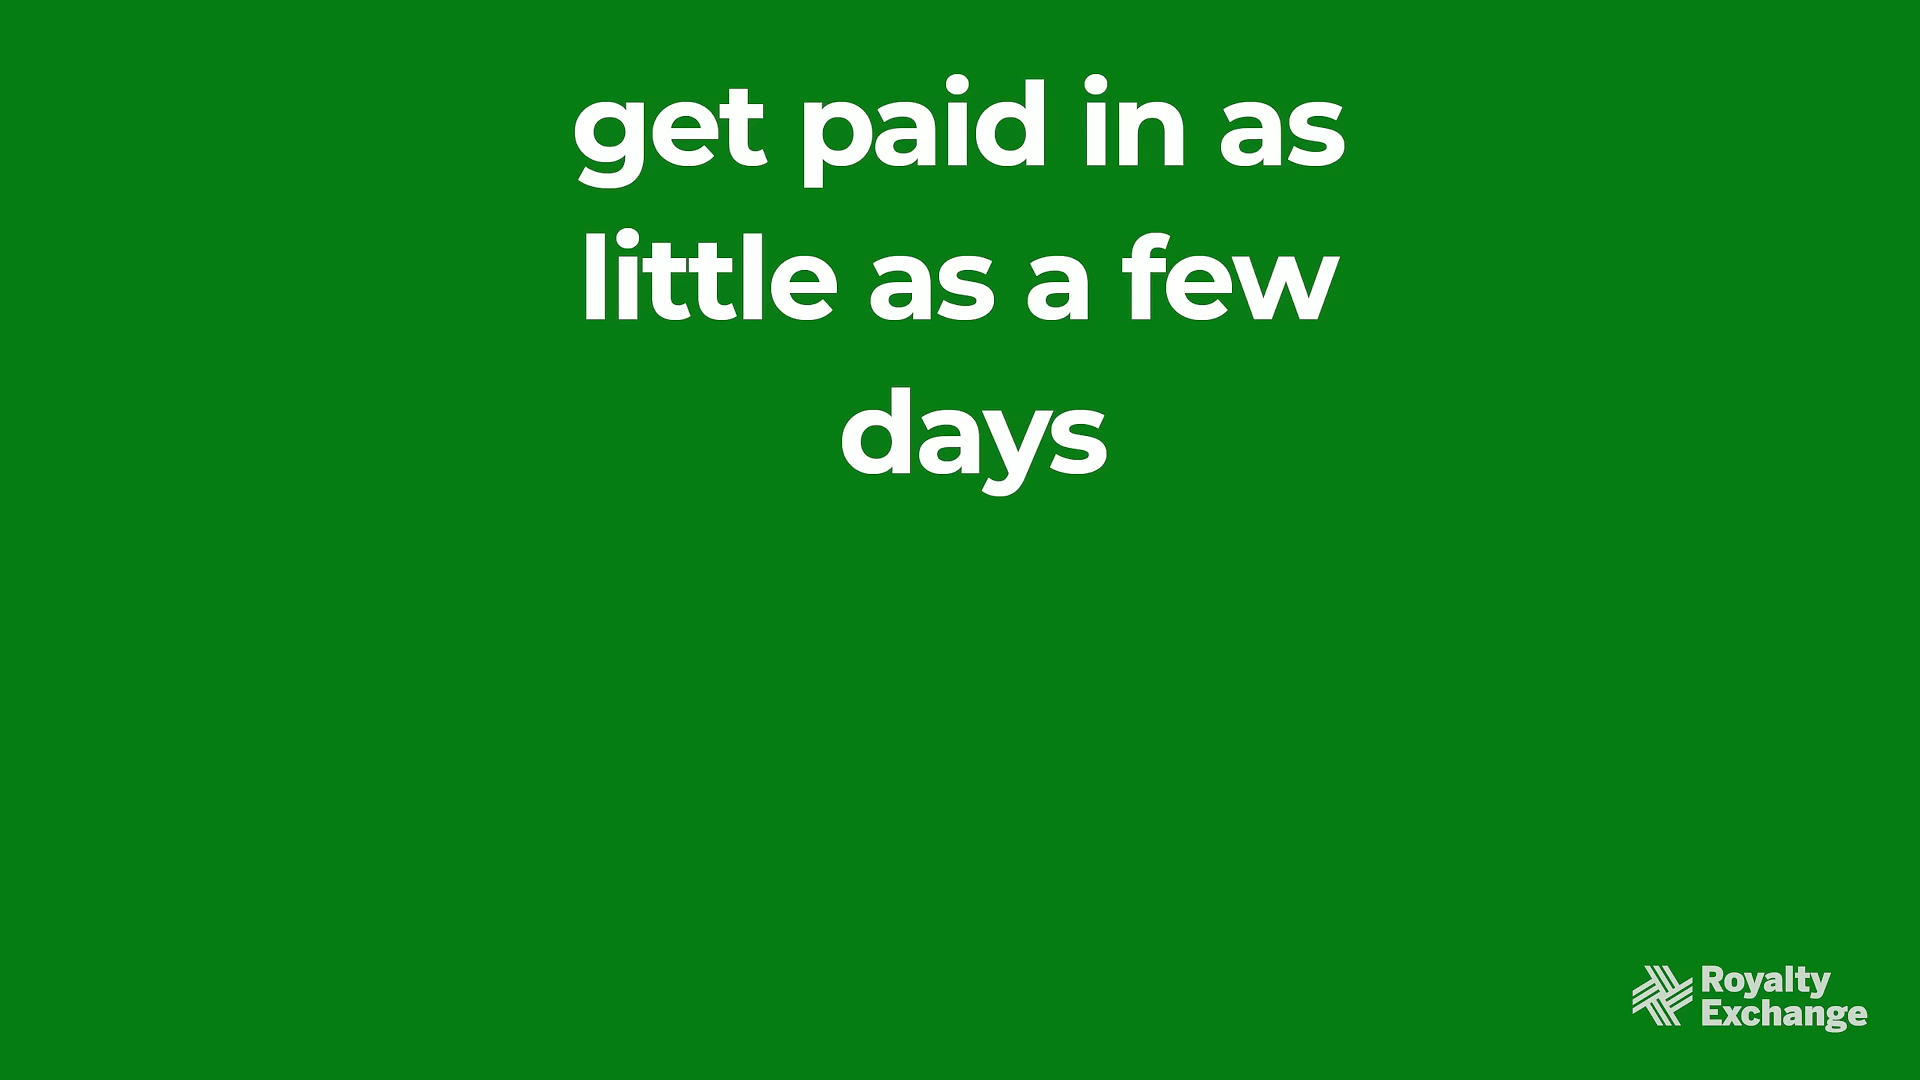 get paid in as
little as a few
days
Royalty
Exchange